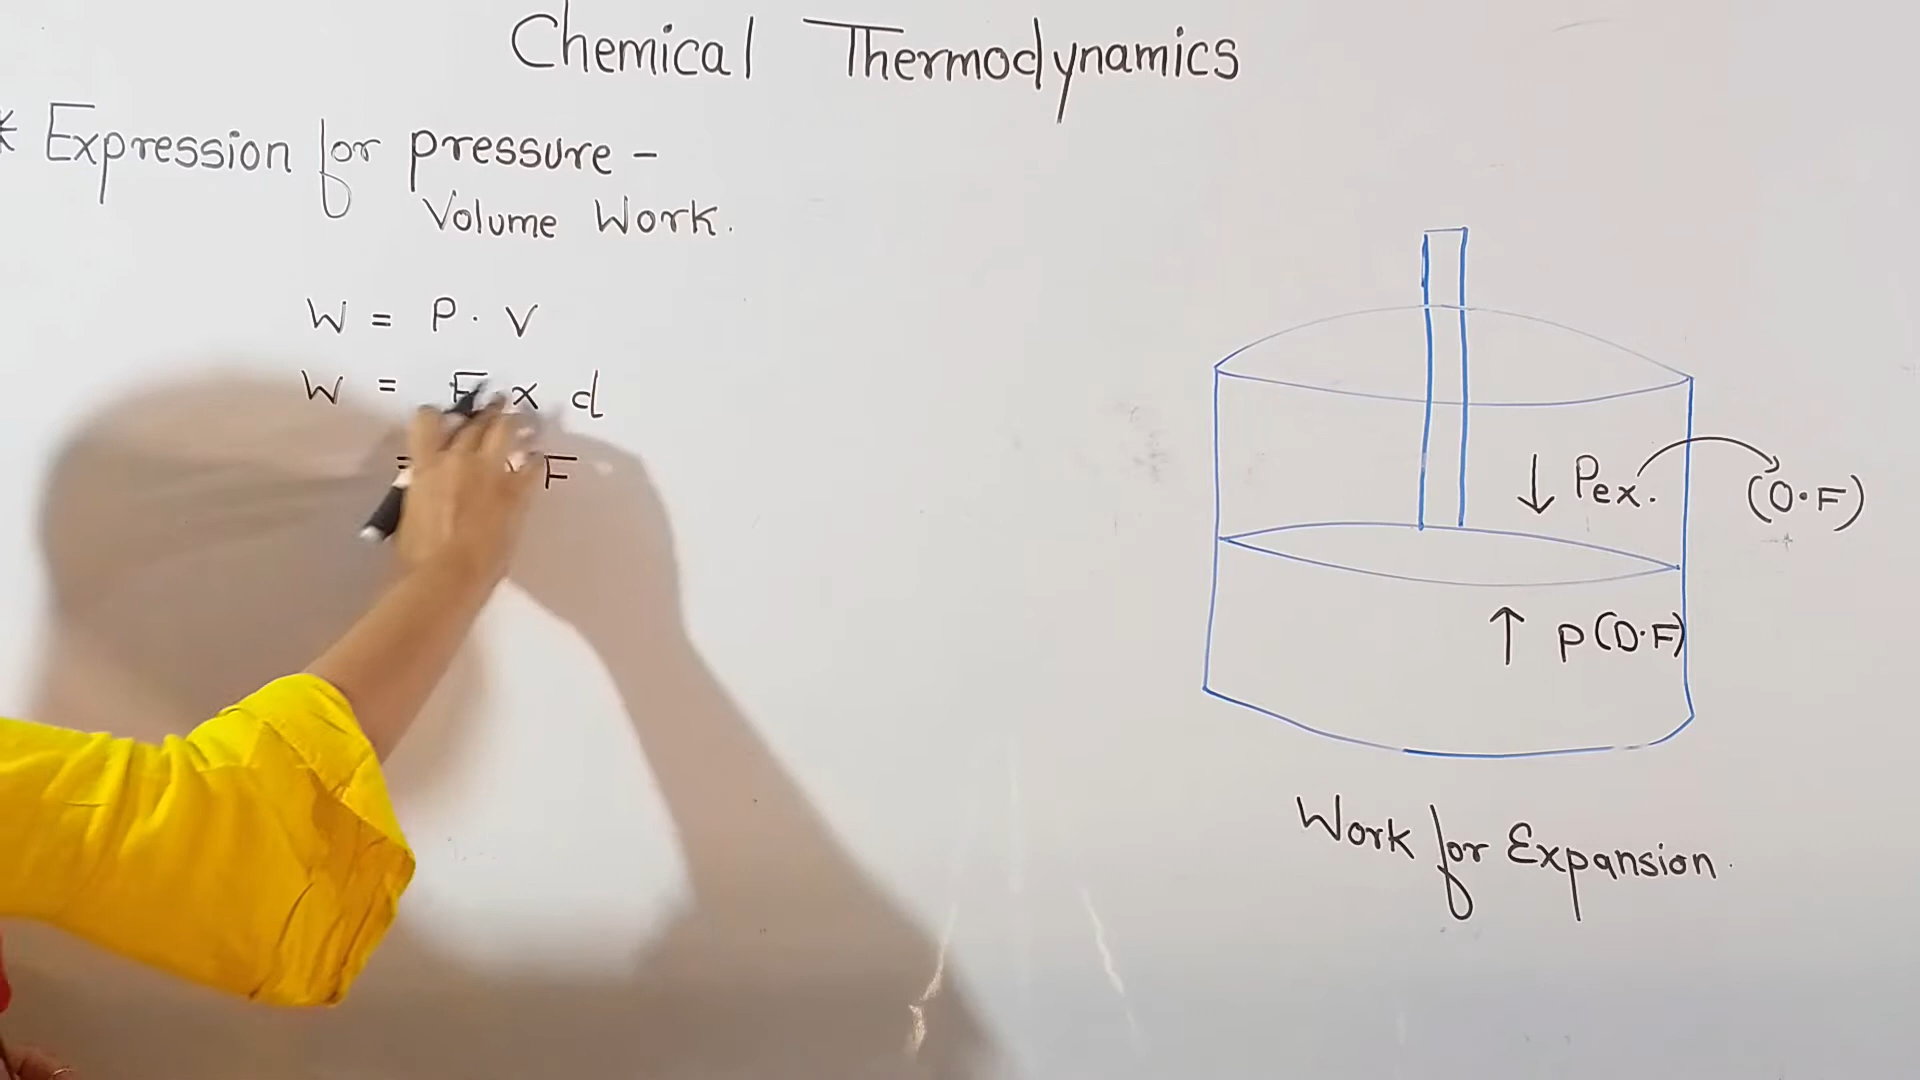 Chemical Thermodynamics
* Expression for pressure -
Volume Work.
W = P. V
W = F x d
= F
↓ Pex. (O.F)
↑ P(D.F)
Work for Expansion.